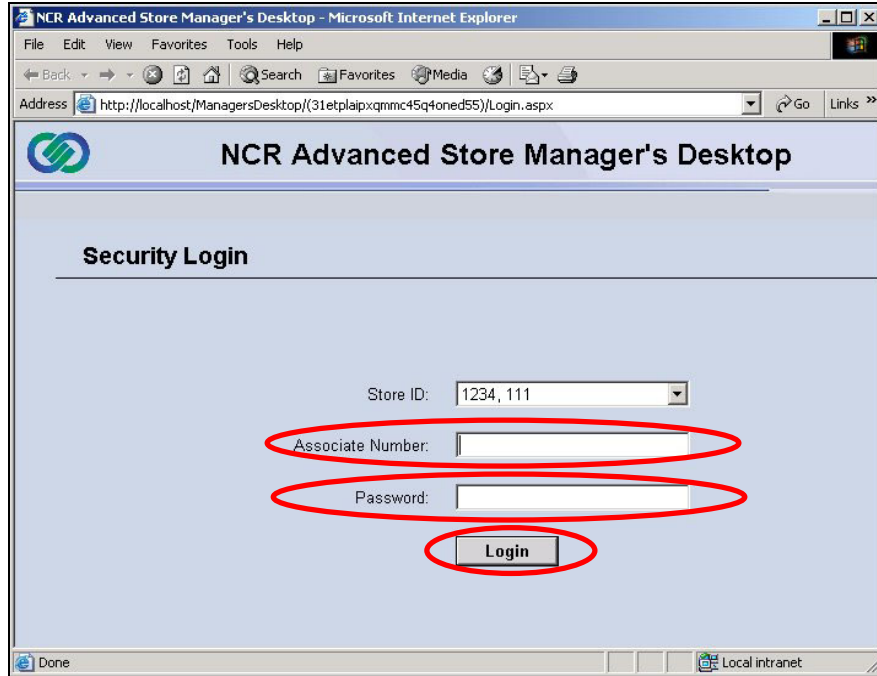 NCR Advanced Store Manager's Desktop - Microsoft Internet Explorer
File Edit View Favorites Tools Help
Back Search Favorites Media
Address http://localhost/ManagersDesktop/(31etplaipxqmmc45q4oned55)/Login.aspx Go Links »
NCR Advanced Store Manager's Desktop
Security Login
Store ID: 1234, 111
Associate Number:
Password:
Login
Done Local intranet